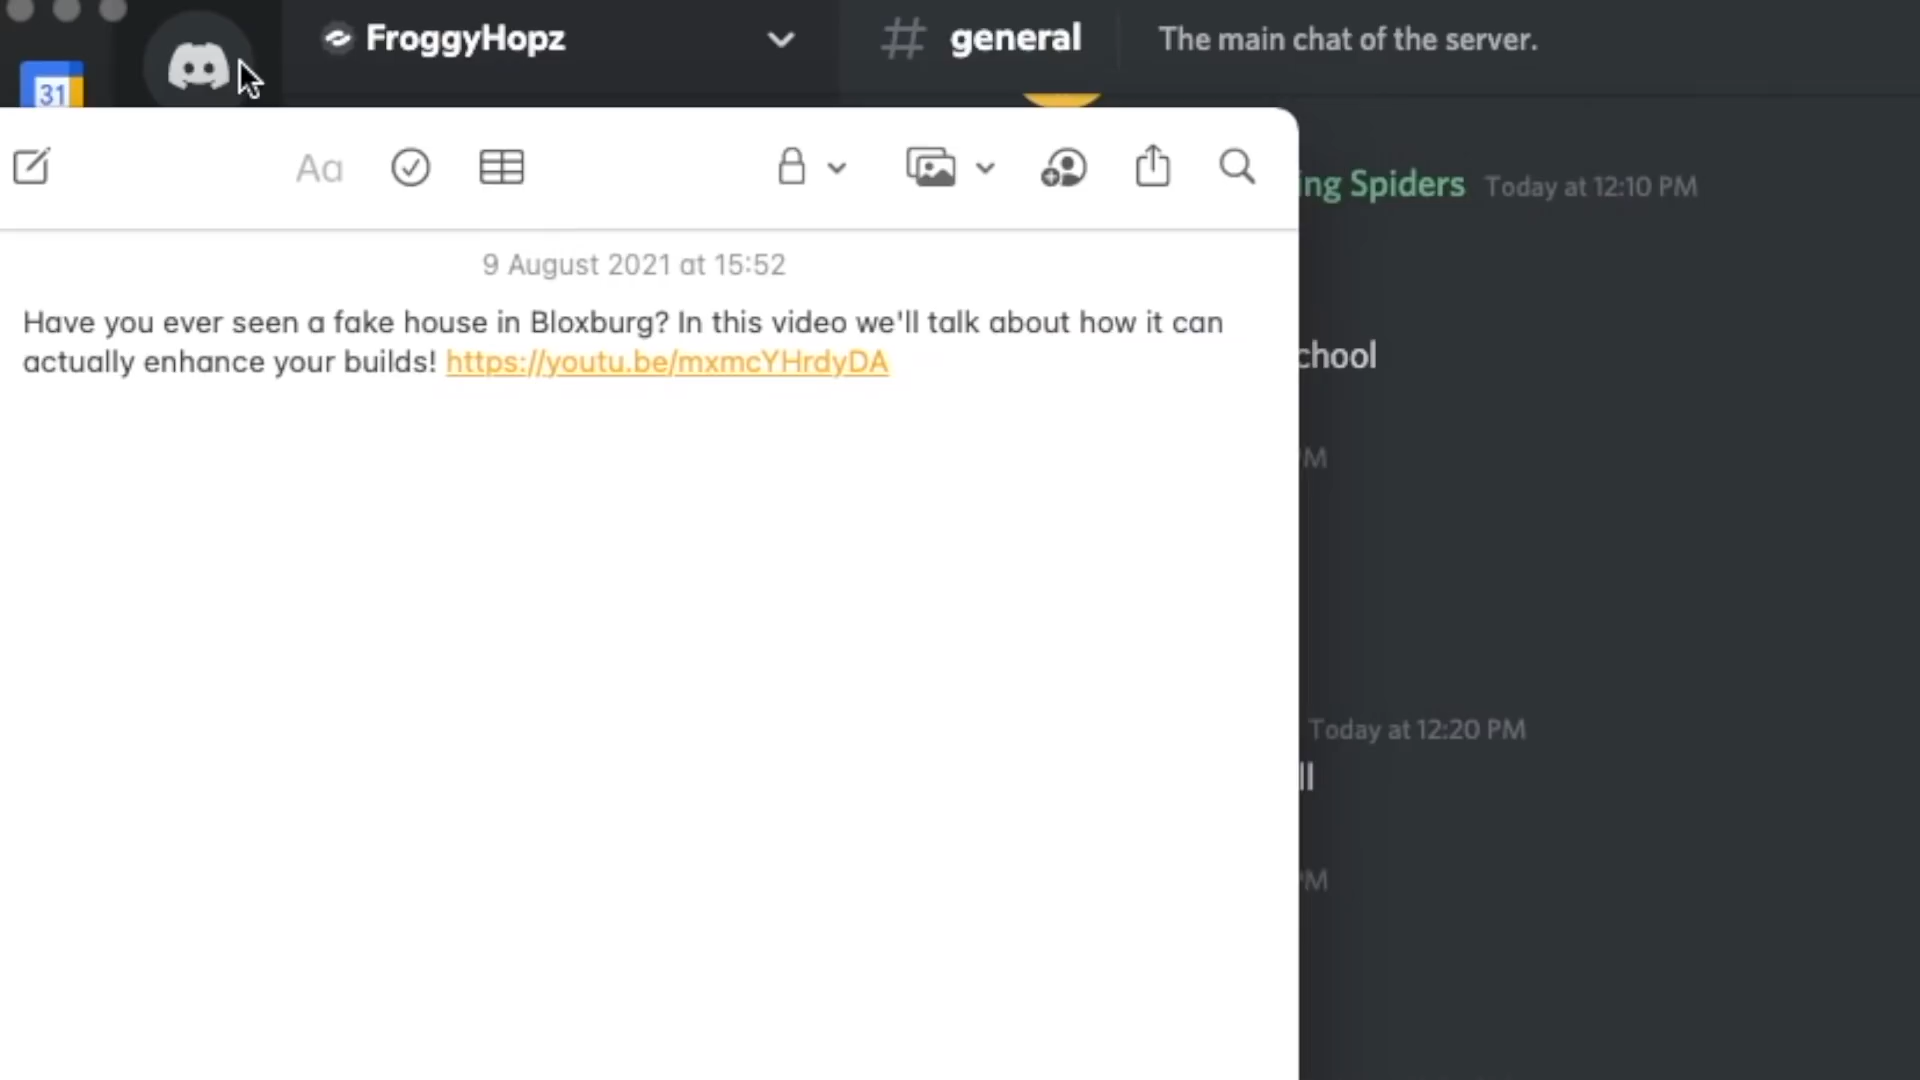 FroggyHopz
general
The main chat of the server.
31
Aa
ing Spiders Today at 12:10 PM
9 August 2021 at 15:52
Have you ever seen a fake house in Bloxburg? In this video we'll talk about how it can
actually enhance your builds! https://youtu.be/mxmcYHrdyDA
chool
M
Today at 12:20 PM
ll
PM